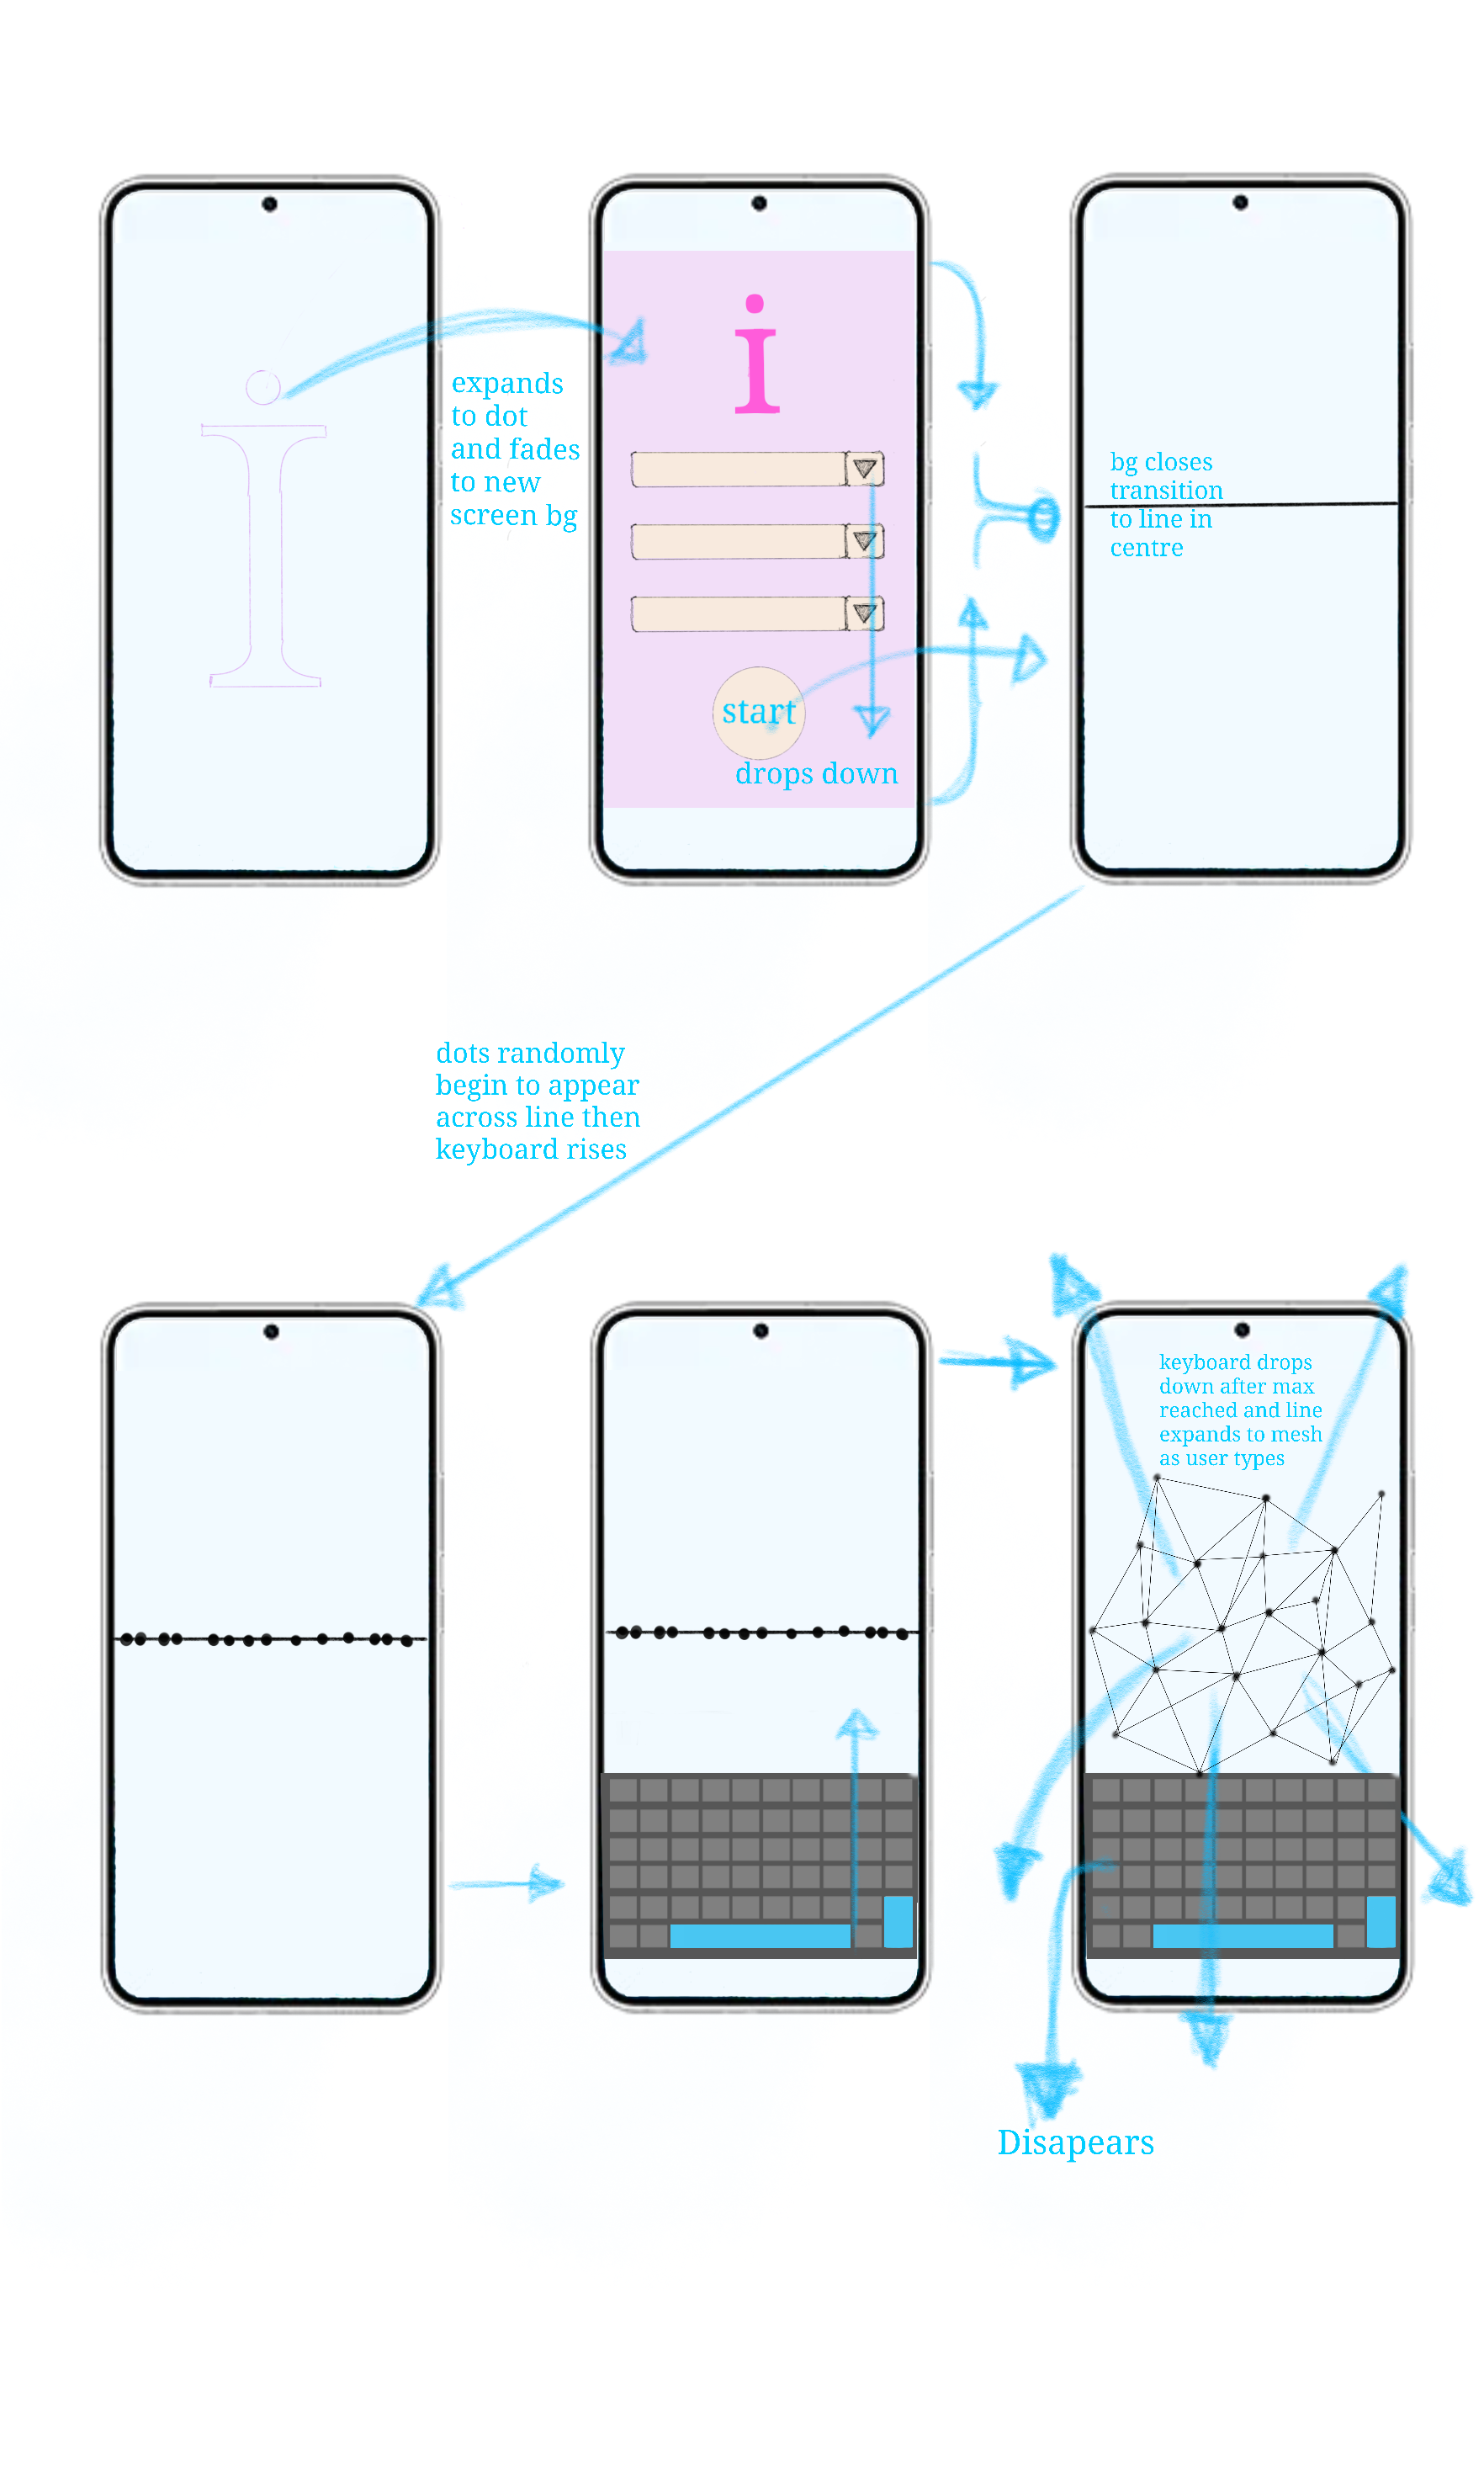 i
expands
to dot
and fades
to new
screen bg
i
start
drops down
bg closes
transition
to line in
centre
dots randomly
begin to appear
across line then
keyboard rises
keyboard drops
down after max
reached and line
expands to mesh
as user types
Disapears